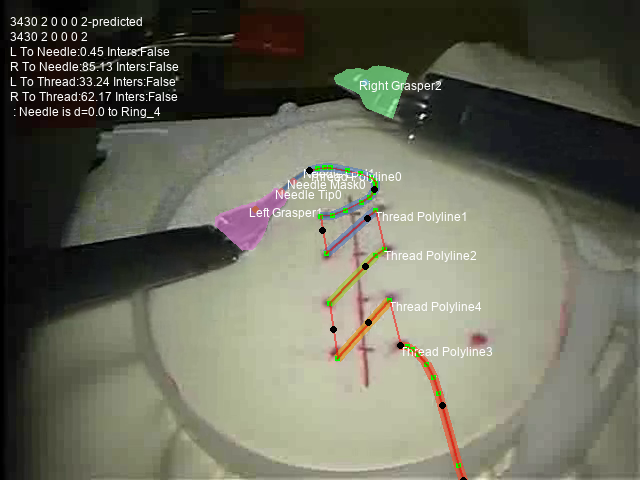 3430 2 0 0 0 2-predicted
3430 2 0 0 0 2
L To Needle:0.45 Inters:False
R To Needle:85.13 Inters:False
L To Thread:33.24 Inters:False
R To Thread:62.17 Inters:False
: Needle is d=0.0 to Ring_4
Right Grasper2
Thread Polyline0
Needle Mask0
Needle Tip0
Left Grasper1
Thread Polyline1
Thread Polyline2
Thread Polyline4
Thread Polyline3